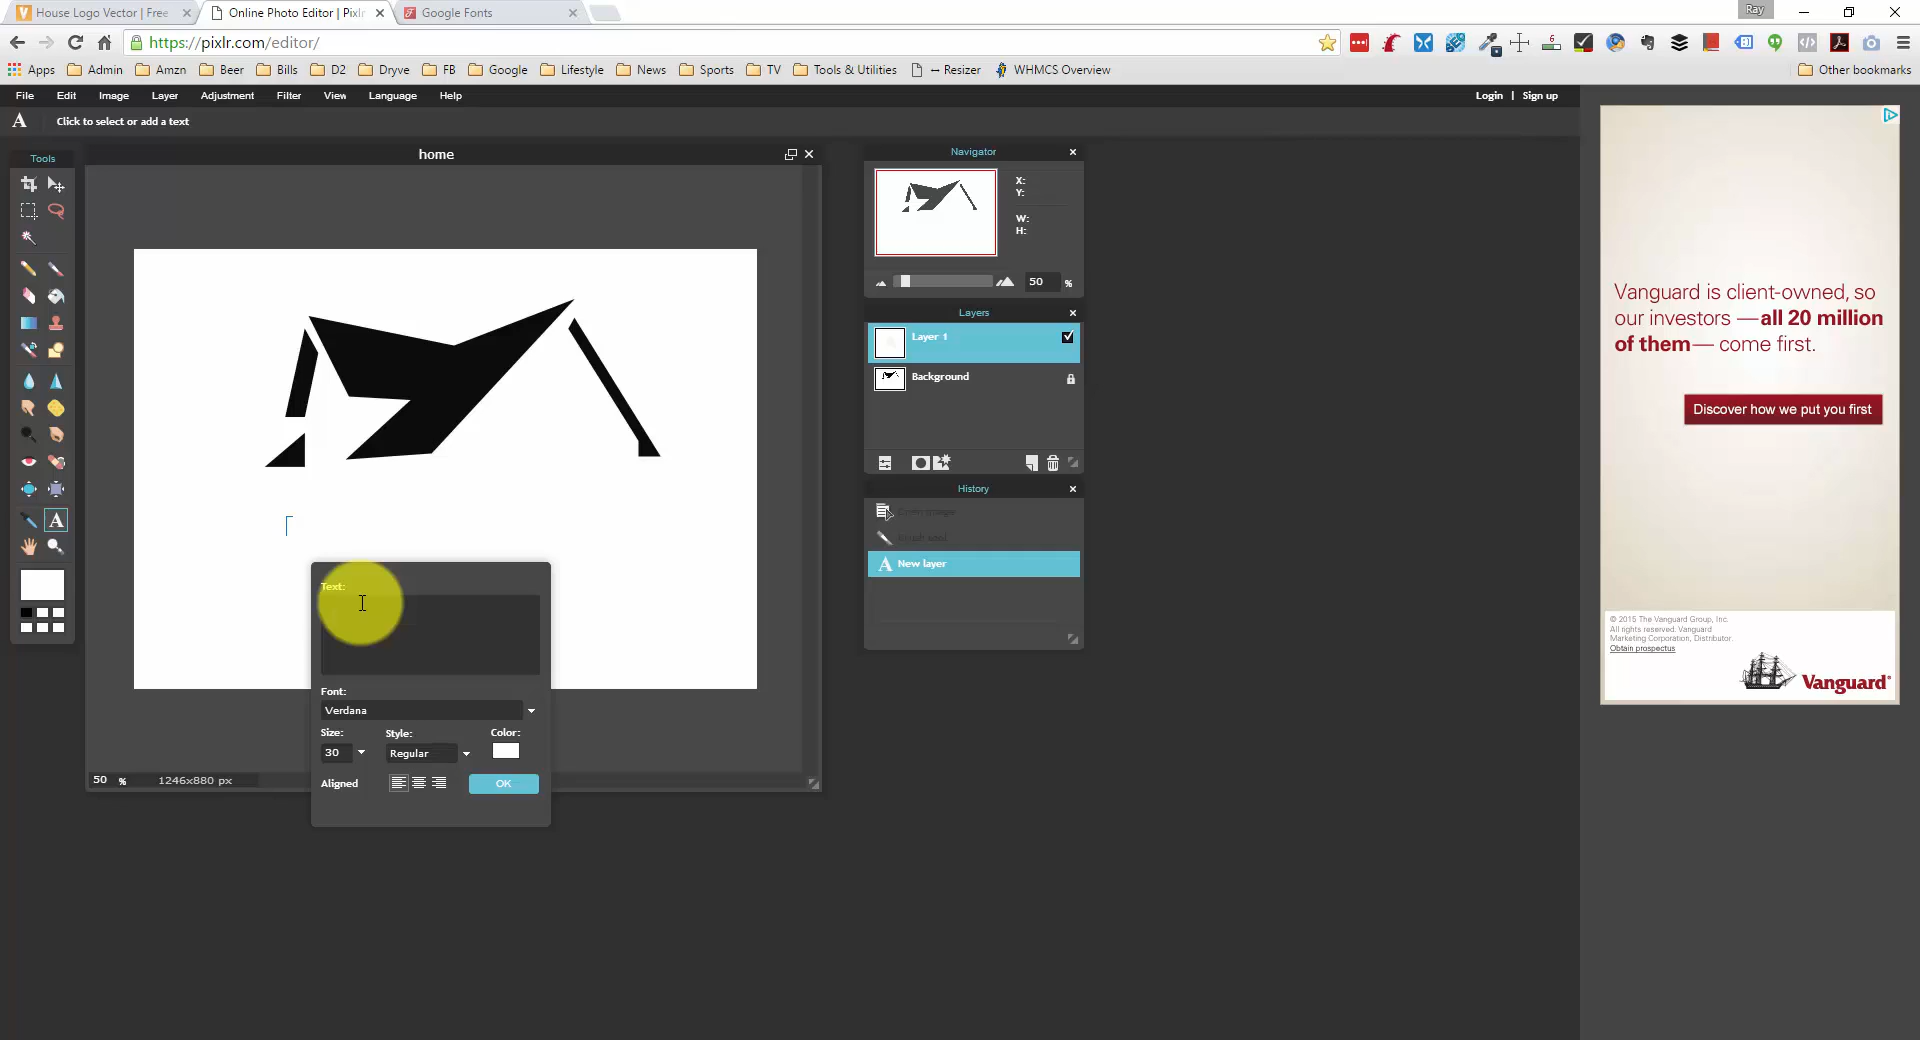 House Logo Vector | Free
Online Photo Editor | Pixlr
Google Fonts
Ray
https://pixlr.com/editor/
Apps
Admin
Amzn
Beer
Bills
D2
Dryve
FB
Google
Lifestyle
News
Sports
TV
Tools & Utilities
↔ Resizer
WHMCS Overview
Other bookmarks
File
Edit
Image
Layer
Adjustment
Filter
View
Language
Help
Login | Sign up
A
Click to select or add a text
Tools
home
Navigator
X:
Y:
W:
H:
50 %
Layers
Layer 1
Background
History
Open image
Brush tool
New layer
Text:
Font:
Verdana
Size:
Style:
Color:
30
Regular
Aligned
OK
50 %
1246x880 px
Vanguard is client-owned, so
our investors —all 20 million
of them— come first.
Discover how we put you first
© 2015 The Vanguard Group, Inc.
All rights reserved. Vanguard
Marketing Corporation, Distributor.
Obtain prospectus
Vanguard®